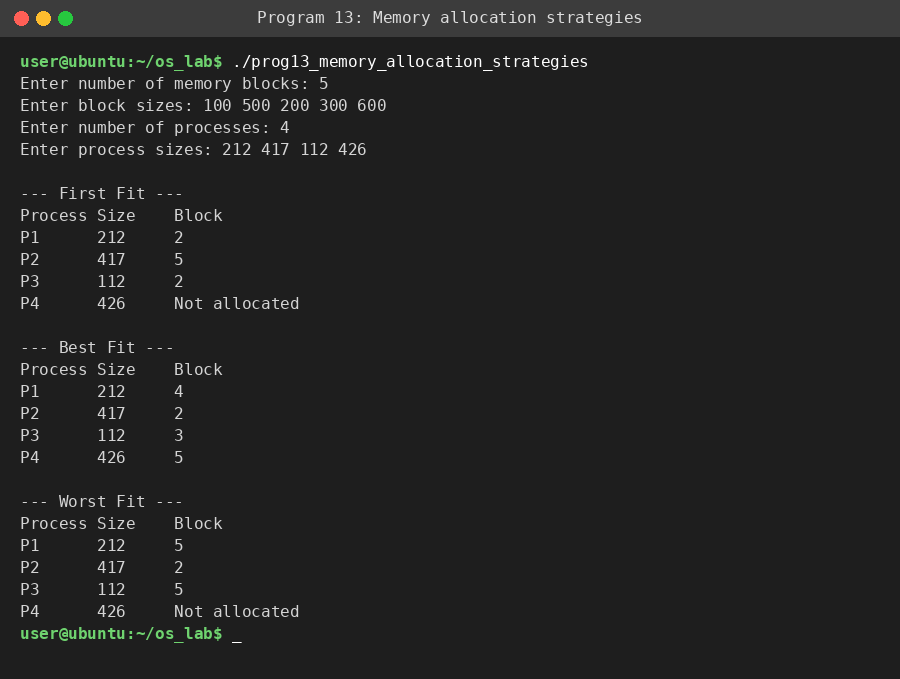 Program 13: Memory allocation strategies
user@ubuntu:~/os_lab$ ./prog13_memory_allocation_strategies
Enter number of memory blocks: 5
Enter block sizes: 100 500 200 300 600
Enter number of processes: 4
Enter process sizes: 212 417 112 426

--- First Fit ---
Process Size    Block
P1      212     2
P2      417     5
P3      112     2
P4      426     Not allocated

--- Best Fit ---
Process Size    Block
P1      212     4
P2      417     2
P3      112     3
P4      426     5

--- Worst Fit ---
Process Size    Block
P1      212     5
P2      417     2
P3      112     5
P4      426     Not allocated
user@ubuntu:~/os_lab$ _